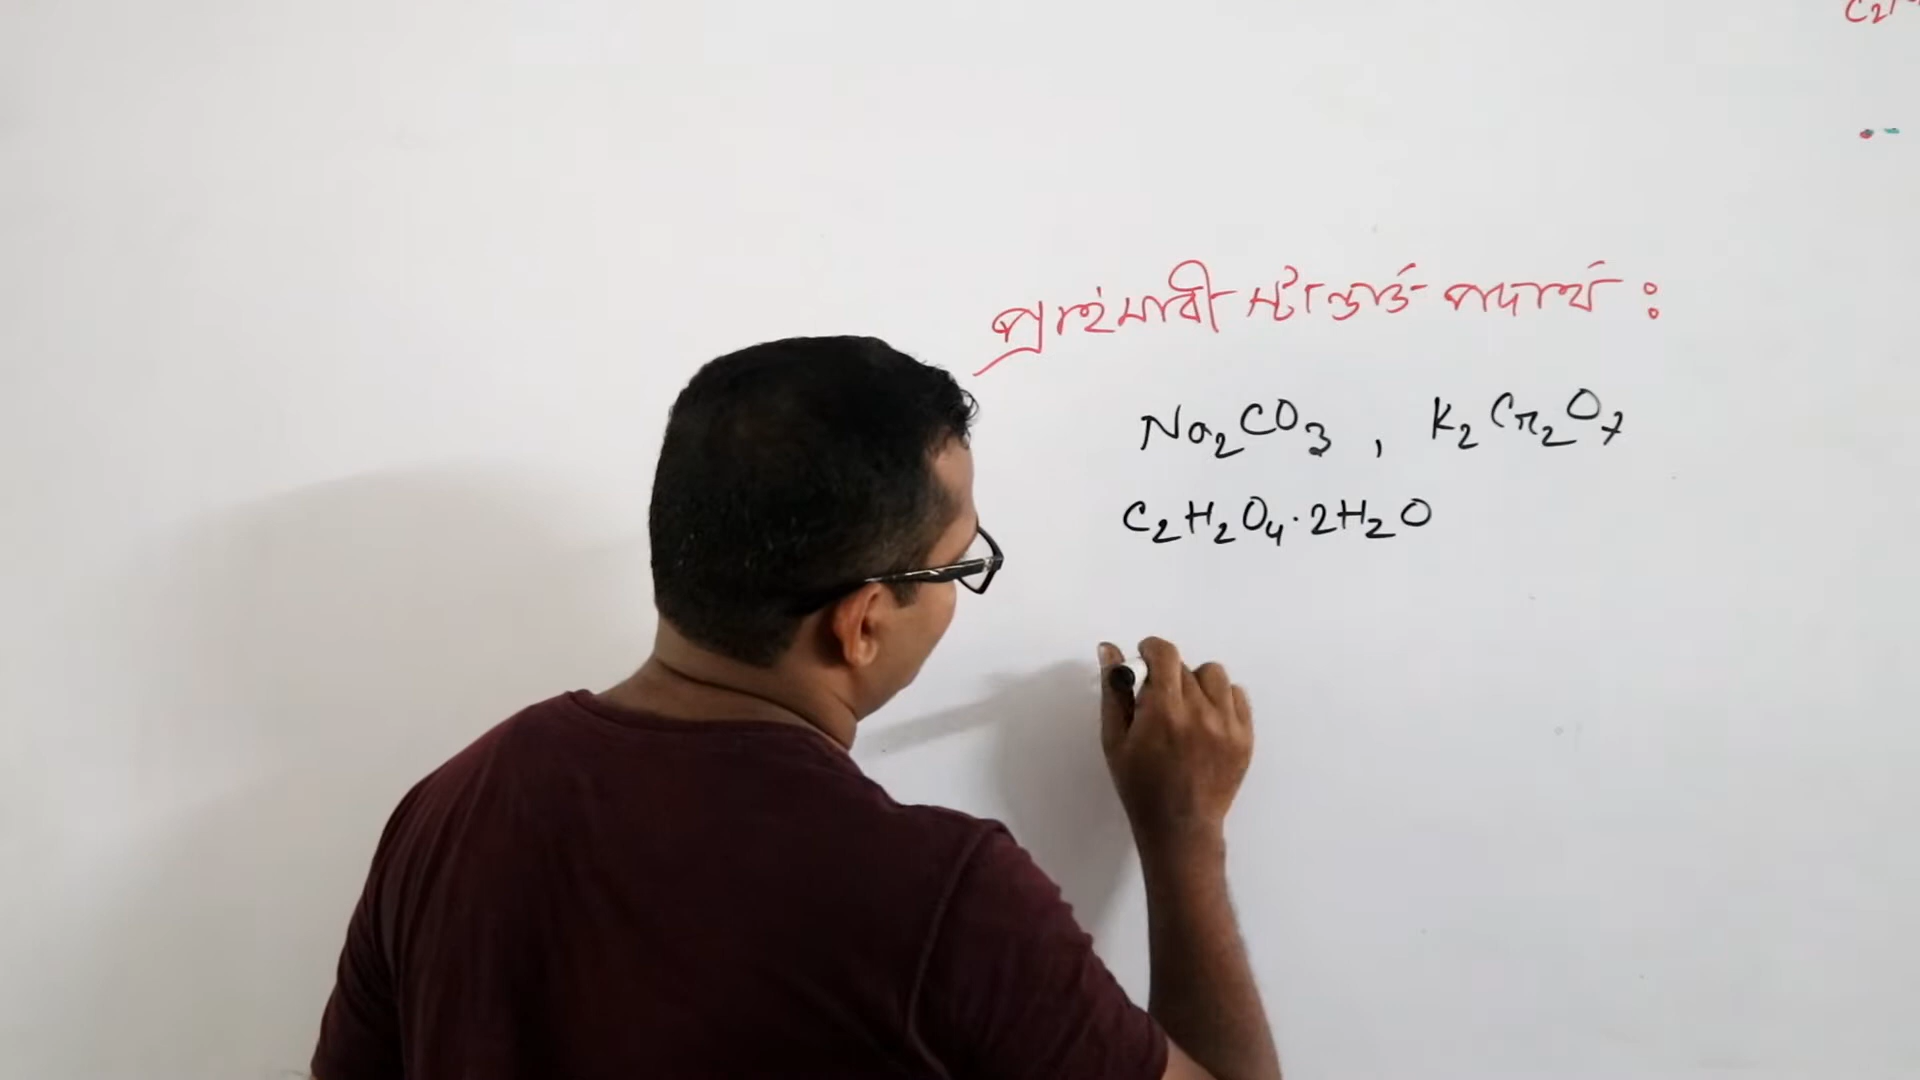 প্রাইমারী স্ট্যান্ডার্ড পদার্থ :
Na₂CO₃ , K₂Cr₂O₇
C₂H₂O₄·2H₂O